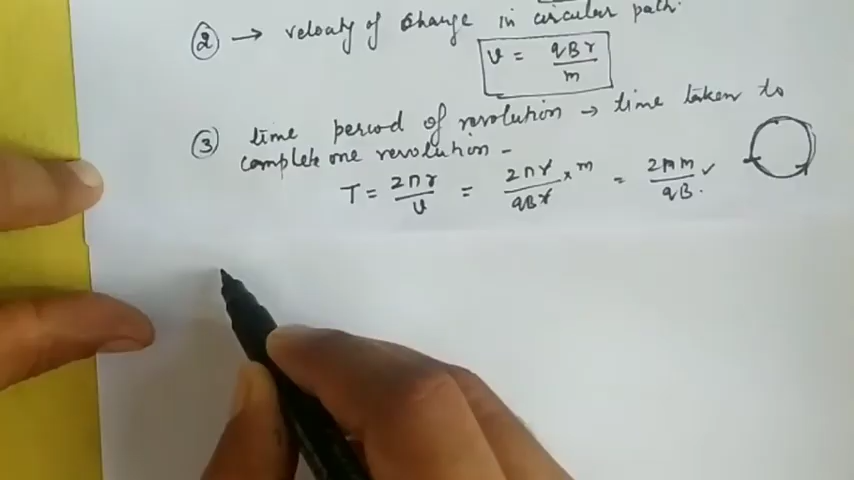 ② → velocity of charge in circular path.
v = qBr / m
③ time period of revolution → time taken to
complete one revolution -
T = 2πr / v = 2πr / qBr × m = 2πm / qB. ✓